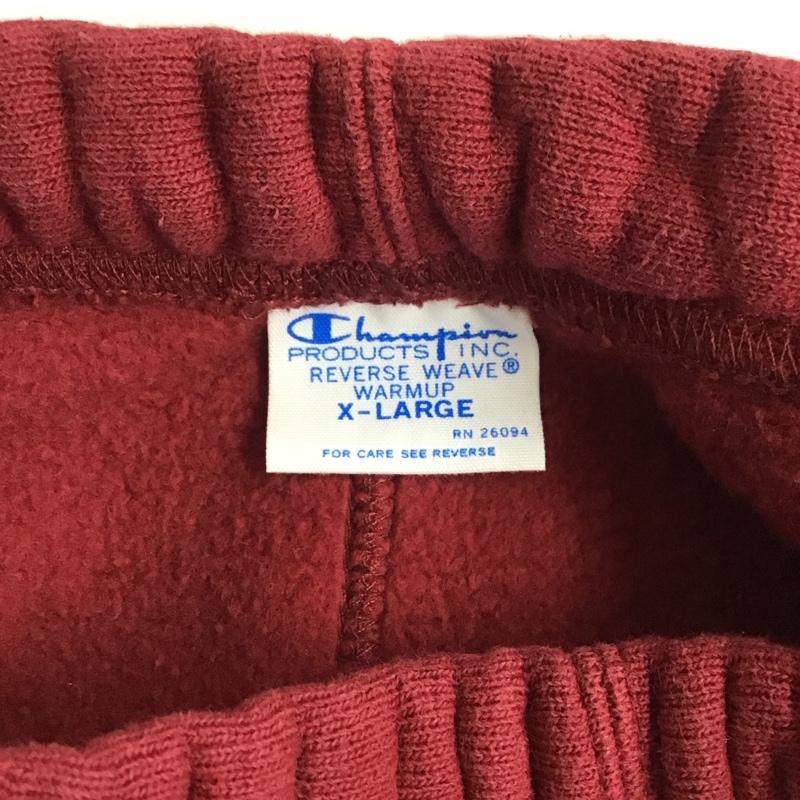 Champion
PRODUCTS INC.
REVERSE WEAVE®
WARMUP
X-LARGE
RN 26094
FOR CARE SEE REVERSE